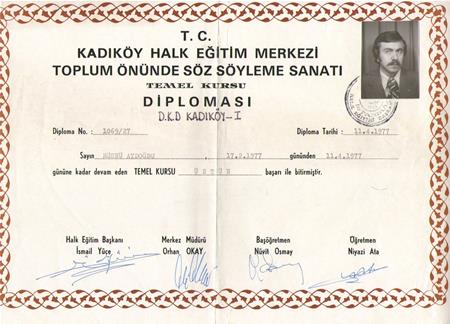 T. C.
KADIKÖY HALK EĞİTİM MERKEZİ
TOPLUM ÖNÜNDE SÖZ SÖYLEME SANATI
TEMEL KURSU
DİPLOMASI
D.K.D KADIKÖY-I
Diploma No. : 1069/27 Diploma Tarihi : 11.4.1977
Sayın HÜSNÜ AYDOĞDU , 17.2.1977 gününden 11.4.1977
gününe kadar devam eden TEMEL KURSU ÜSTÜN başarı ile bitirmiştir.
Halk Eğitim Başkanı Merkez Müdürü Başöğretmen Öğretmen
İsmail Yüce Orhan OKAY Nüvit Osmay Niyazi Ata